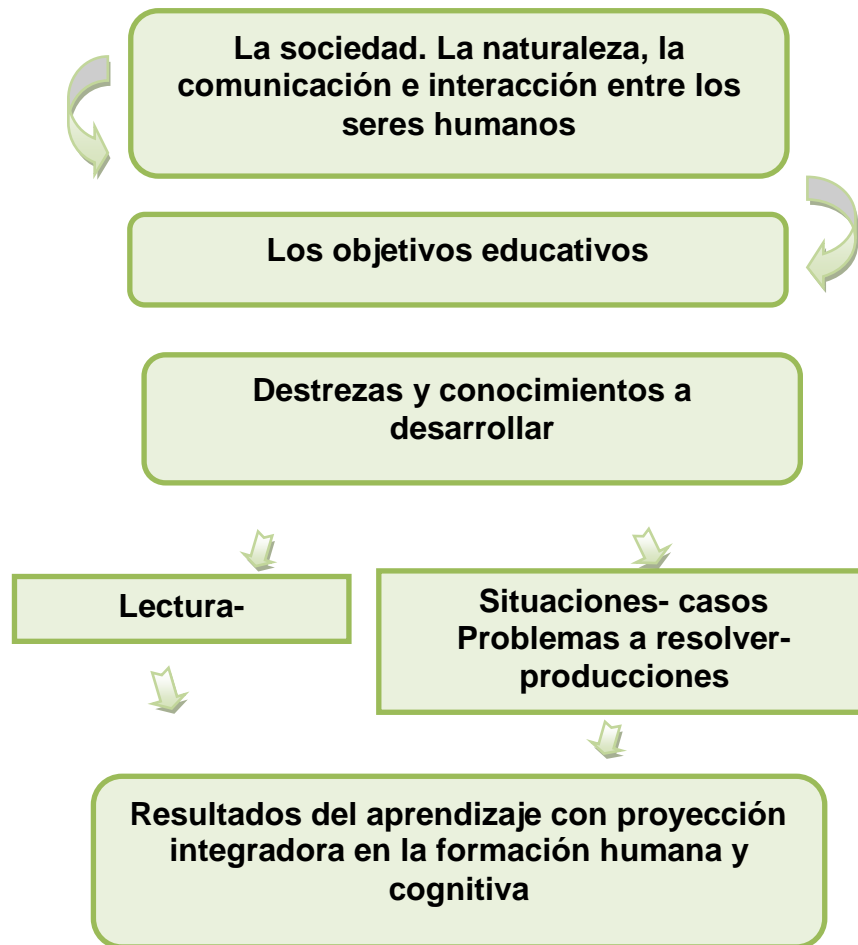 La sociedad. La naturaleza, la
comunicación e interacción entre los
seres humanos
Los objetivos educativos
Destrezas y conocimientos a
desarrollar
Lectura-
Situaciones- casos
Problemas a resolver-
producciones
Resultados del aprendizaje con proyección
integradora en la formación humana y
cognitiva